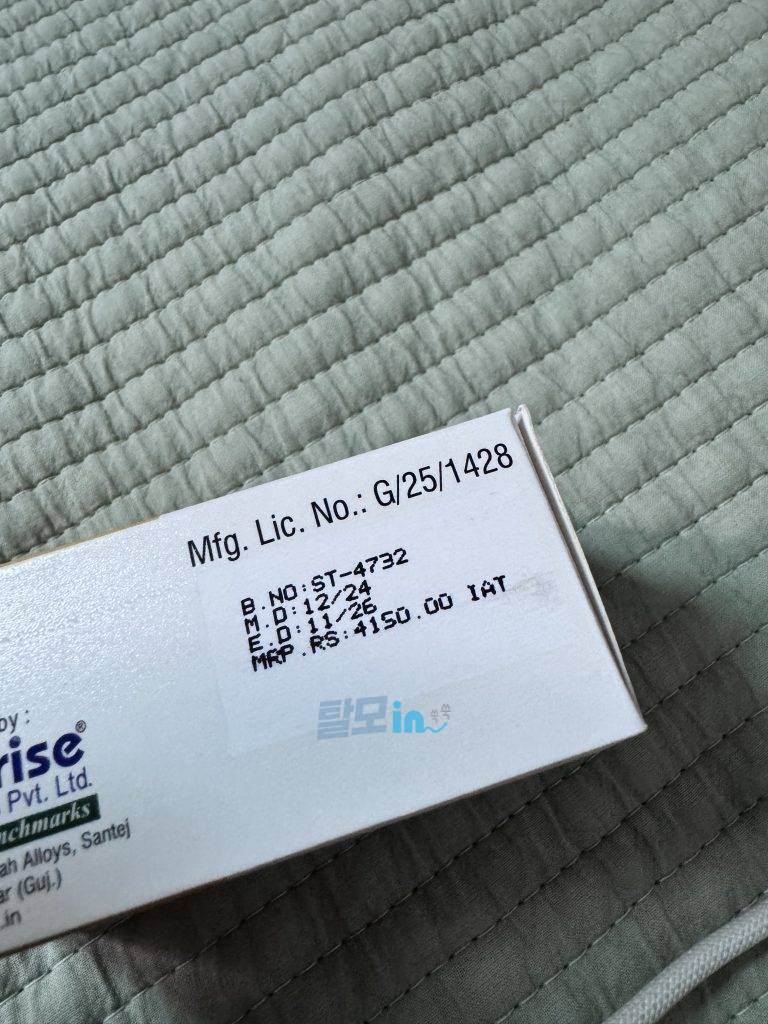 Mfg. Lic. No.: G/25/1428
B.NO:ST-4732
M.D:12/24
E.D:11/26
MRP.RS:4150.00 IAT
탈모in
by :
rise®
Pvt. Ltd.
nchmarks
ah Alloys, Santej
ar (Guj.)
.in